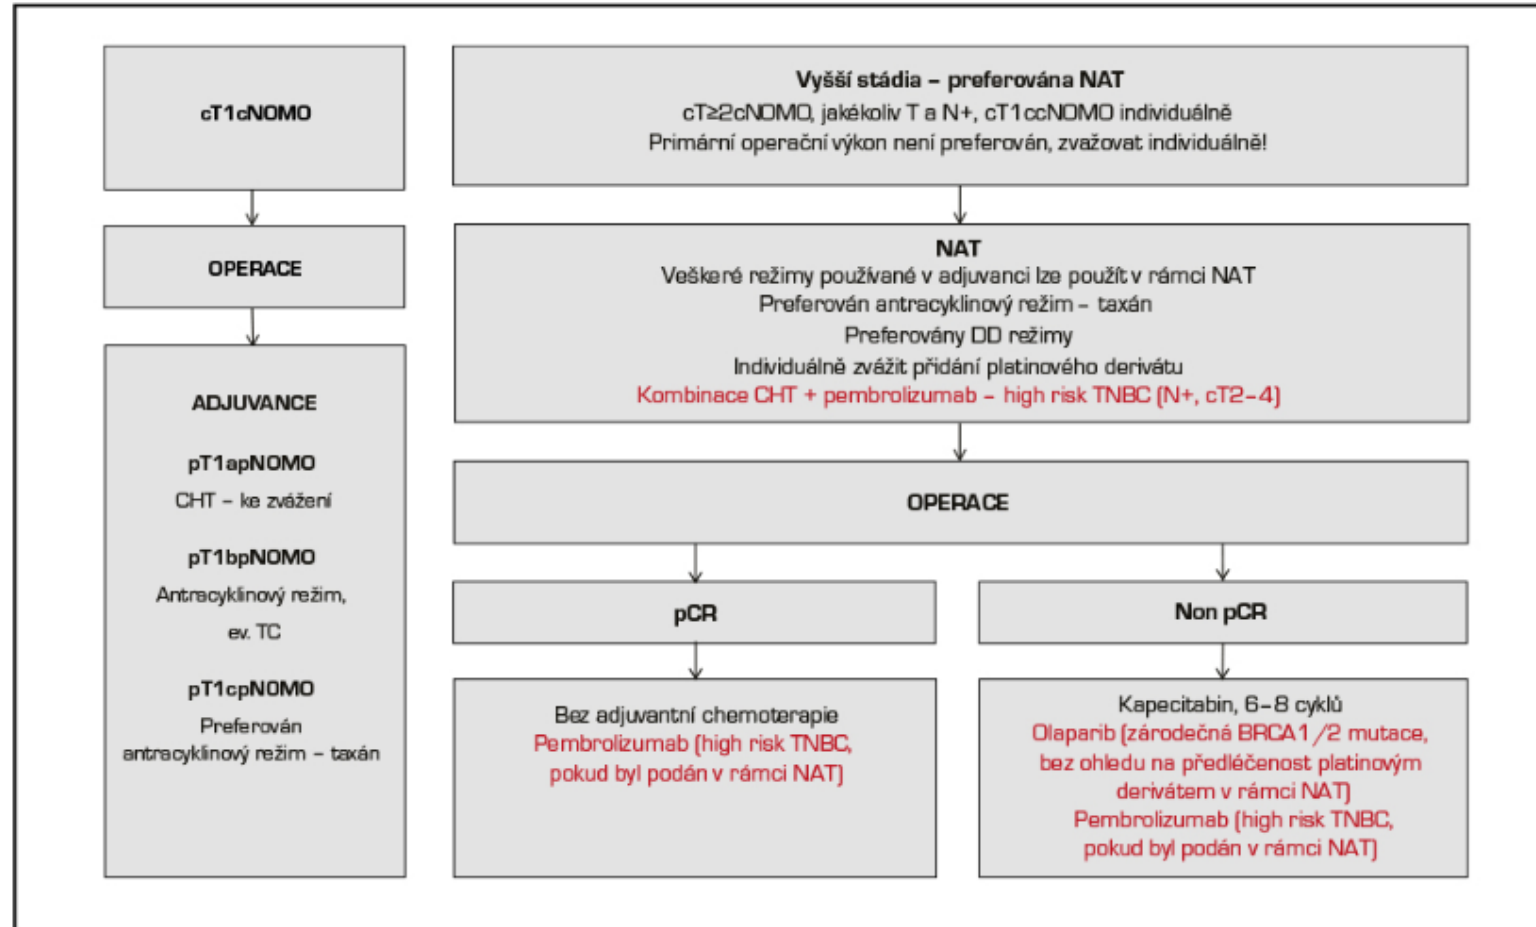 cT1cN0M0
OPERACE
ADJUVANCE
pT1apN0M0
CHT – ke zvážení
pT1bpN0M0
Antracyklinový režim,
ev. TC
pT1cpN0M0
Preferován
antracyklinový režim – taxán
Vyšší stádia – preferována NAT
cT≥2cN0M0, jakékoliv T a N+, cT1ccN0M0 individuálně
Primární operační výkon není preferován, zvažovat individuálně!
NAT
Veškeré režimy používané v adjuvanci lze použít v rámci NAT
Preferován antracyklinový režim – taxán
Preferovány DD režimy
Individuálně zvážit přidání platinového derivátu
Kombinace CHT + pembrolizumab – high risk TNBC (N+, cT2–4)
OPERACE
pCR
Bez adjuvantní chemoterapie
Pembrolizumab (high risk TNBC,
pokud byl podán v rámci NAT)
Non pCR
Kapecitabin, 6–8 cyklů
Olaparib (zárodečná BRCA1/2 mutace,
bez ohledu na předléčenost platinovým
derivátem v rámci NAT)
Pembrolizumab (high risk TNBC,
pokud byl podán v rámci NAT)